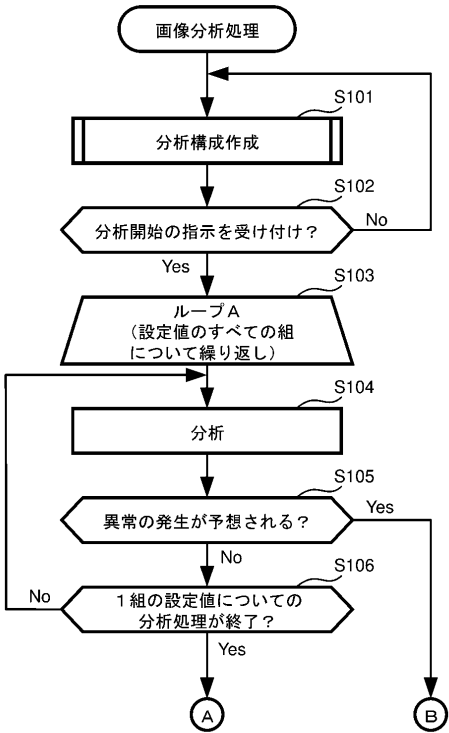 画像分析処理
S101
分析構成作成
S102
分析開始の指示を受け付け？
No
Yes
S103
ループA
（設定値のすべての組
について繰り返し）
S104
分析
S105
異常の発生が予想される？
Yes
No
S106
１組の設定値についての
分析処理が終了？
No
Yes
A
B